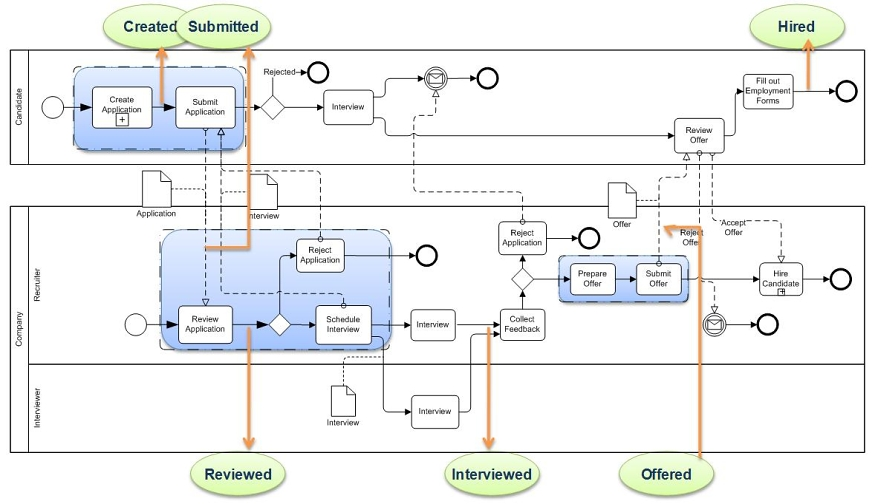 Created
Submitted
Hired
Candidate
Create
Application
Submit
Application
Rejected
Interview
Fill out
Employment
Forms
Review
Offer
Application
Interview
Offer
Company
Recruiter
Interviewer
Reject
Application
Reject
Application
Reject
Offer
Accept
Offer
Prepare
Offer
Submit
Offer
Hire
Candidate
Review
Application
Schedule
Interview
Interview
Collect
Feedback
Interview
Interview
Reviewed
Interviewed
Offered